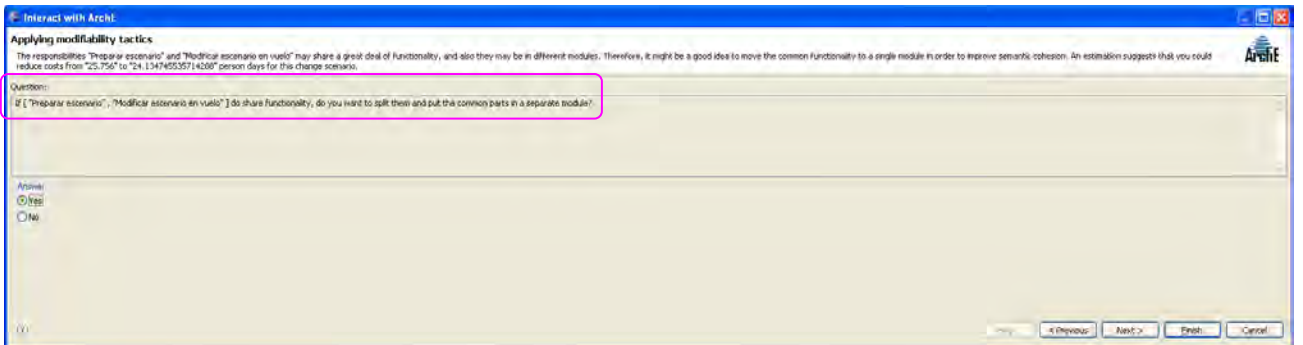 Interact with ArchE
Applying modifiability tactics
The responsibilities "Preparar escenario" and "Modificar escenario en vuelo" may share a great deal of functionality, and also they may be in different modules. Therefore, it might be a good idea to move the common functionality to a single module in order to improve semantic cohesion. An estimation suggests that you could
reduce costs from "25.756" to "24.134745535714288" person days for this change scenario.
ArchE
Question:
If [ "Preparar escenario" , "Modificar escenario en vuelo" ] do share functionality, do you want to split them and put the common parts in a separate module?
Answer
Yes
No
< Previous Next > Finish Cancel